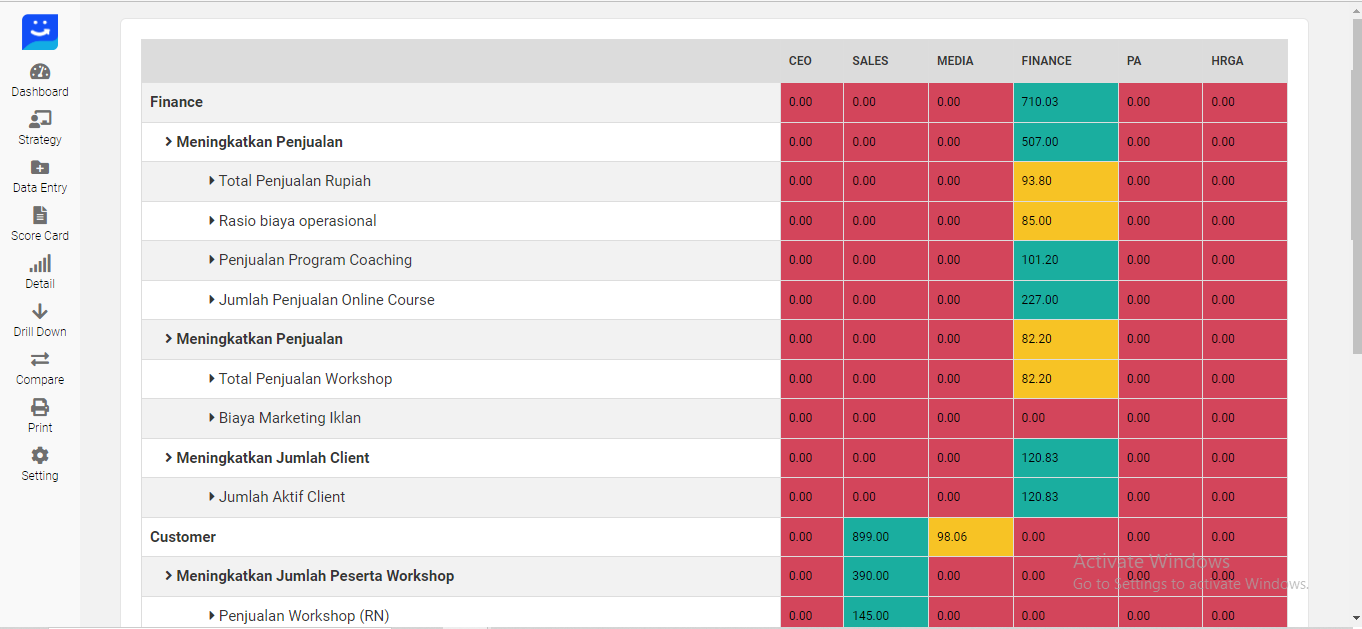 CEO SALES MEDIA FINANCE PA HRGA
Dashboard
Strategy
Data Entry
Score Card
Detail
Drill Down
Compare
Print
Setting
Finance 0.00 0.00 0.00 710.03 0.00 0.00
Meningkatkan Penjualan 0.00 0.00 0.00 507.00 0.00 0.00
Total Penjualan Rupiah 0.00 0.00 0.00 93.80 0.00 0.00
Rasio biaya operasional 0.00 0.00 0.00 85.00 0.00 0.00
Penjualan Program Coaching 0.00 0.00 0.00 101.20 0.00 0.00
Jumlah Penjualan Online Course 0.00 0.00 0.00 227.00 0.00 0.00
Meningkatkan Penjualan 0.00 0.00 0.00 82.20 0.00 0.00
Total Penjualan Workshop 0.00 0.00 0.00 82.20 0.00 0.00
Biaya Marketing Iklan 0.00 0.00 0.00 0.00 0.00 0.00
Meningkatkan Jumlah Client 0.00 0.00 0.00 120.83 0.00 0.00
Jumlah Aktif Client 0.00 0.00 0.00 120.83 0.00 0.00
Customer 0.00 899.00 98.06 0.00 0.00 0.00
Meningkatkan Jumlah Peserta Workshop 0.00 390.00 0.00 0.00 0.00 0.00
Penjualan Workshop (RN) 0.00 145.00 0.00 0.00 0.00 0.00
Activate Windows
Go to Settings to activate Windows.